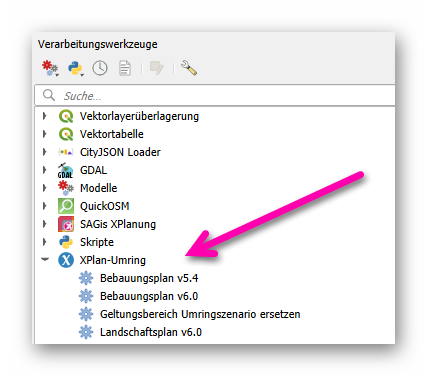 Verarbeitungswerkzeuge
Suche...
Vektorlayerüberlagerung
Vektortabelle
CityJSON Loader
GDAL GDAL
Modelle
QuickOSM
SAGis XPlanung
Skripte
X XPlan-Umring
Bebauungsplan v5.4
Bebauungsplan v6.0
Geltungsbereich Umringszenario ersetzen
Landschaftsplan v6.0